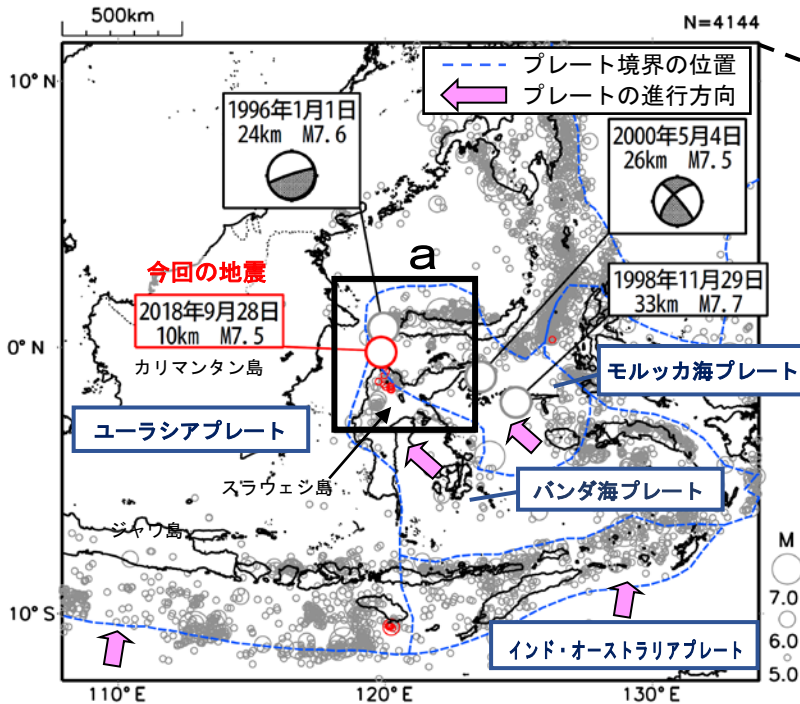 500km
N=4144
10°N
プレート境界の位置
プレートの進行方向
1996年1月1日
24km M7.6
2000年5月4日
26km M7.5
a
今回の地震
2018年9月28日
10km M7.5
1998年11月29日
33km M7.7
0°N
カリマンタン島
モルッカ海プレート
ユーラシアプレート
スラウェシ島
バンダ海プレート
ジャワ島
M
7.0
6.0
5.0
10°S
インド・オーストラリアプレート
110°E
120°E
130°E